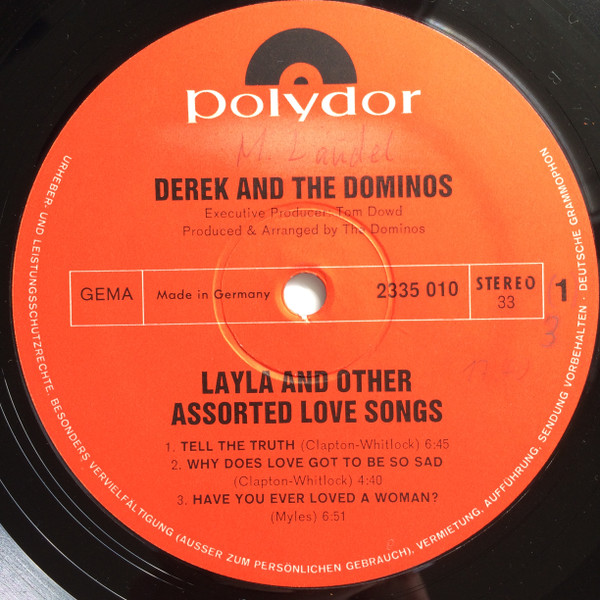 polydor
M. Landel
DEREK AND THE DOMINOS
Executive Producer Tom Dowd
Produced & Arranged by The Dominos
GEMA
Made in Germany
2335 010
STEREO
33
1
3
LAYLA AND OTHER
ASSORTED LOVE SONGS
1. TELL THE TRUTH (Clapton-Whitlock) 6:45
2. WHY DOES LOVE GOT TO BE SO SAD
(Clapton-Whitlock) 4:40
3. HAVE YOU EVER LOVED A WOMAN?
(Myles) 6:51
URHEBER- UND LEISTUNGSSCHUTZRECHTE. BESONDERS VERVIELFÄLTIGUNG (AUSSER ZUM PERSÖNLICHEN GEBRAUCH), VERMIETUNG, AUFFÜHRUNG, SENDUNG VORBEHALTEN · DEUTSCHE GRAMMOPHON